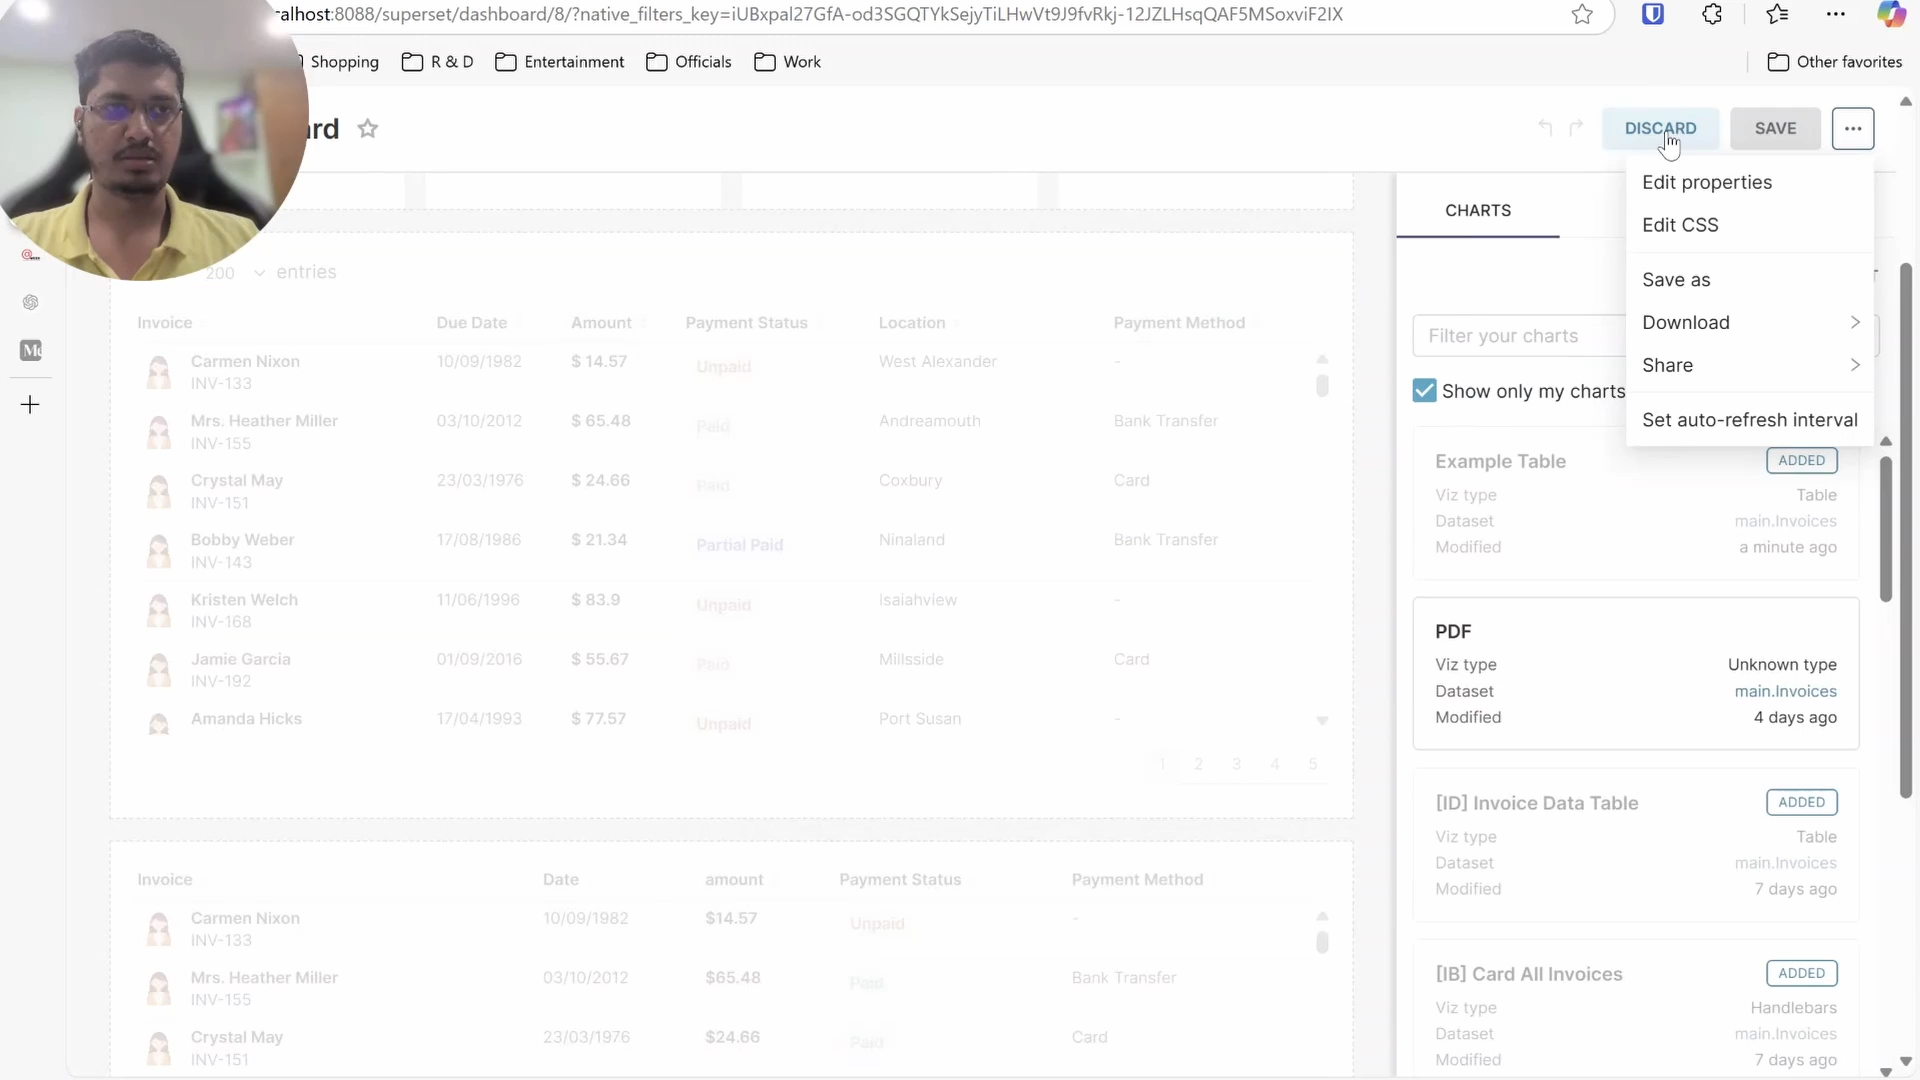 calhost:8088/superset/dashboard/8/?native_filters_key=iUBxpal27GfA-od3SGQTYkSejyTiLHwVt9J9fvRkj-12JZLHsqQAF5MSoxviF2IX
Shopping R & D Entertainment Officials Work Other favorites
ard DISCARD SAVE
Edit properties
Edit CSS
Save as
Download
Share
Set auto-refresh interval
CHARTS
Filter your charts
Show only my charts
200 entries
Invoice Due Date Amount Payment Status Location Payment Method
Carmen Nixon 10/09/1982 $ 14.57 Unpaid West Alexander -
INV-133
Mrs. Heather Miller 03/10/2012 $ 65.48 Paid Andreamouth Bank Transfer
INV-155
Crystal May 23/03/1976 $ 24.66 Paid Coxbury Card
INV-151
Bobby Weber 17/08/1986 $ 21.34 Partial Paid Ninaland Bank Transfer
INV-143
Kristen Welch 11/06/1996 $ 83.9 Unpaid Isaiahview -
INV-168
Jamie Garcia 01/09/2016 $ 55.67 Paid Millsside Card
INV-192
Amanda Hicks 17/04/1993 $ 77.57 Unpaid Port Susan -
1 2 3 4 5
Invoice Date amount Payment Status Payment Method
Carmen Nixon 10/09/1982 $14.57 Unpaid -
INV-133
Mrs. Heather Miller 03/10/2012 $65.48 Paid Bank Transfer
INV-155
Crystal May 23/03/1976 $24.66 Paid Card
INV-151
Example Table ADDED
Viz type Table
Dataset main.Invoices
Modified a minute ago
PDF
Viz type Unknown type
Dataset main.Invoices
Modified 4 days ago
[ID] Invoice Data Table ADDED
Viz type Table
Dataset main.Invoices
Modified 7 days ago
[IB] Card All Invoices ADDED
Viz type Handlebars
Dataset main.Invoices
Modified 7 days ago